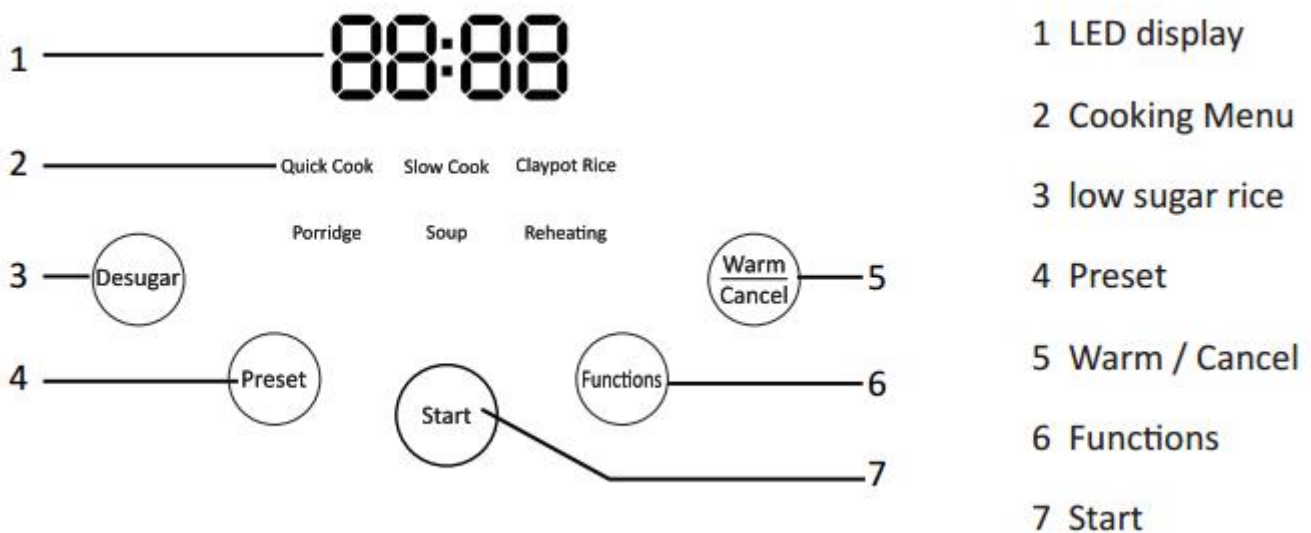 88:88
1
2
Quick Cook Slow Cook Claypot Rice
Porridge Soup Reheating
3
Desugar
Warm
Cancel
5
4
Preset
Functions
6
Start
7
1 LED display
2 Cooking Menu
3 low sugar rice
4 Preset
5 Warm / Cancel
6 Functions
7 Start